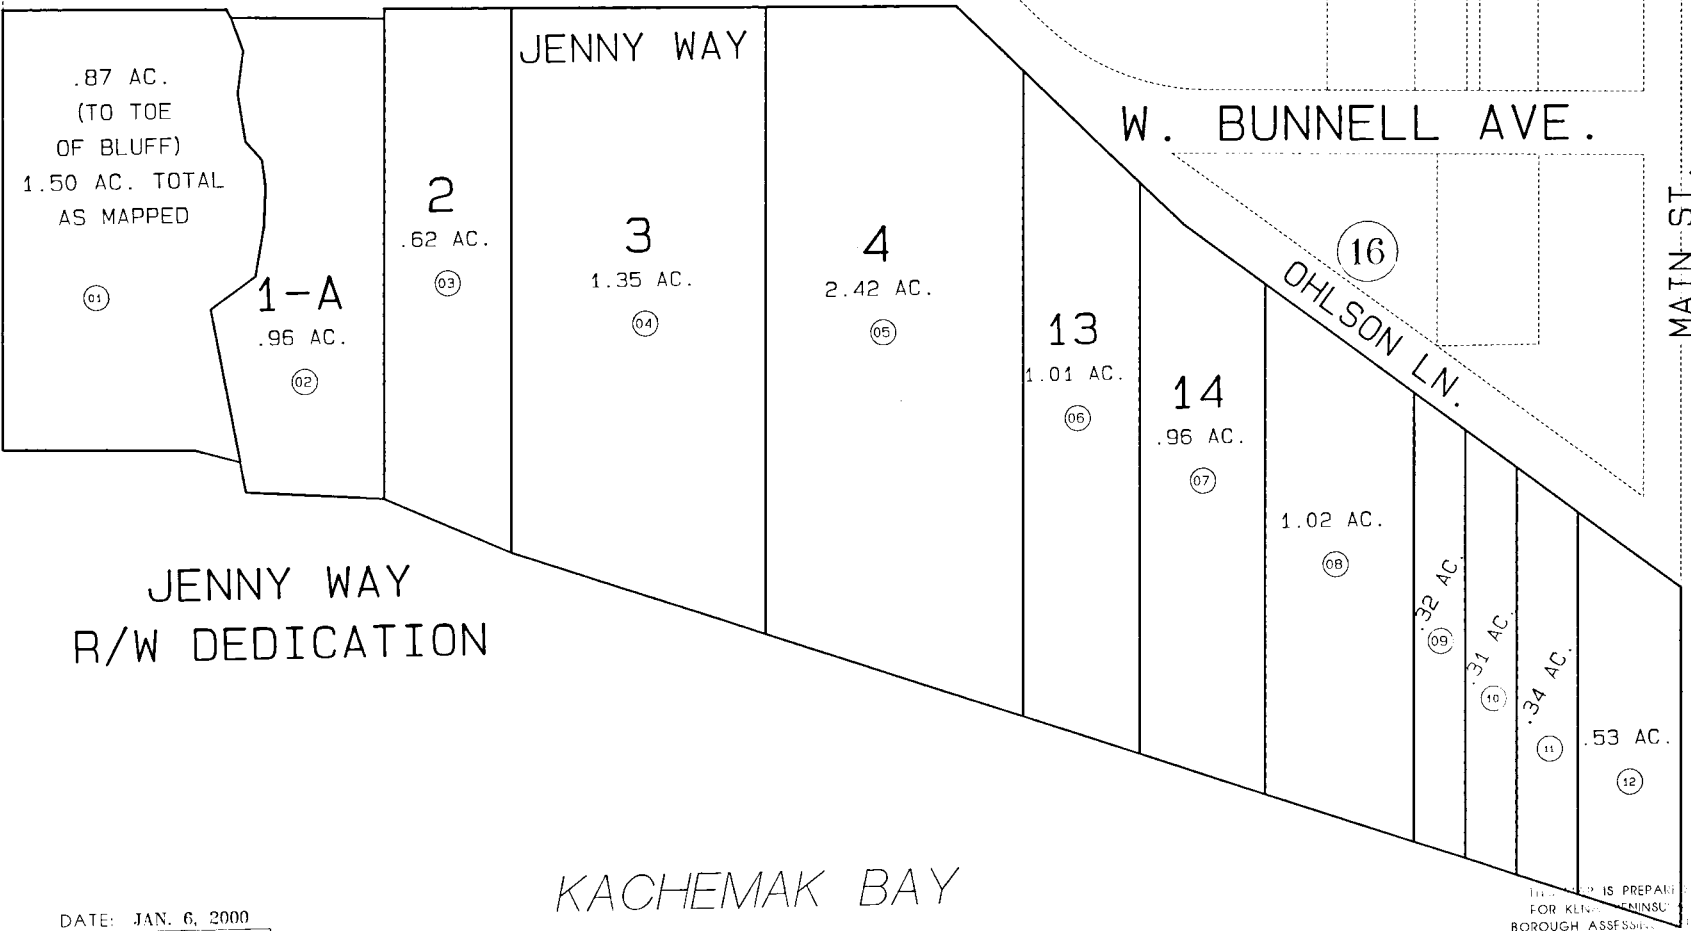 .87 AC.
(TO TOE
OF BLUFF)
1.50 AC. TOTAL
AS MAPPED
01
1-A
.96 AC.
02
2
.62 AC.
03
JENNY WAY
3
1.35 AC.
04
4
2.42 AC.
05
13
1.01 AC.
06
14
.96 AC.
07
W. BUNNELL AVE.
16
OHLSON LN.
MAIN ST.
1.02 AC.
08
.32 AC.
09
.31 AC.
10
.34 AC.
11
.53 AC.
12
JENNY WAY
R/W DEDICATION
KACHEMAK BAY
DATE: JAN. 6, 2000
IS PREPAR
FOR
BOROUGH